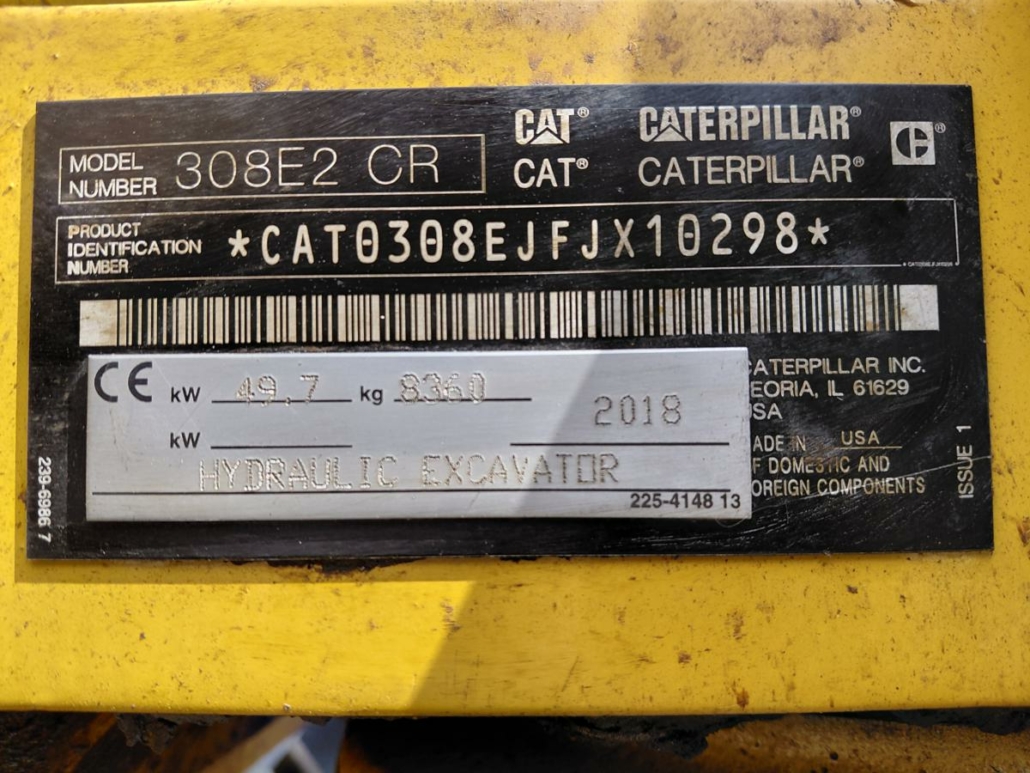 MODEL NUMBER 308E2 CR
CAT® CATERPILLAR® ®
CAT® CATERPILLAR®
PRODUCT IDENTIFICATION NUMBER *CAT0308EJFJX10298*
CE kW 49.7 kg 8360
2018
kW
HYDRAULIC EXCAVATOR
225-4148 13
CATERPILLAR INC.
EORIA, IL 61629
USA
ADE IN USA
F DOMESTIC AND
OREIGN COMPONENTS
ISSUE 1
239-6986 7